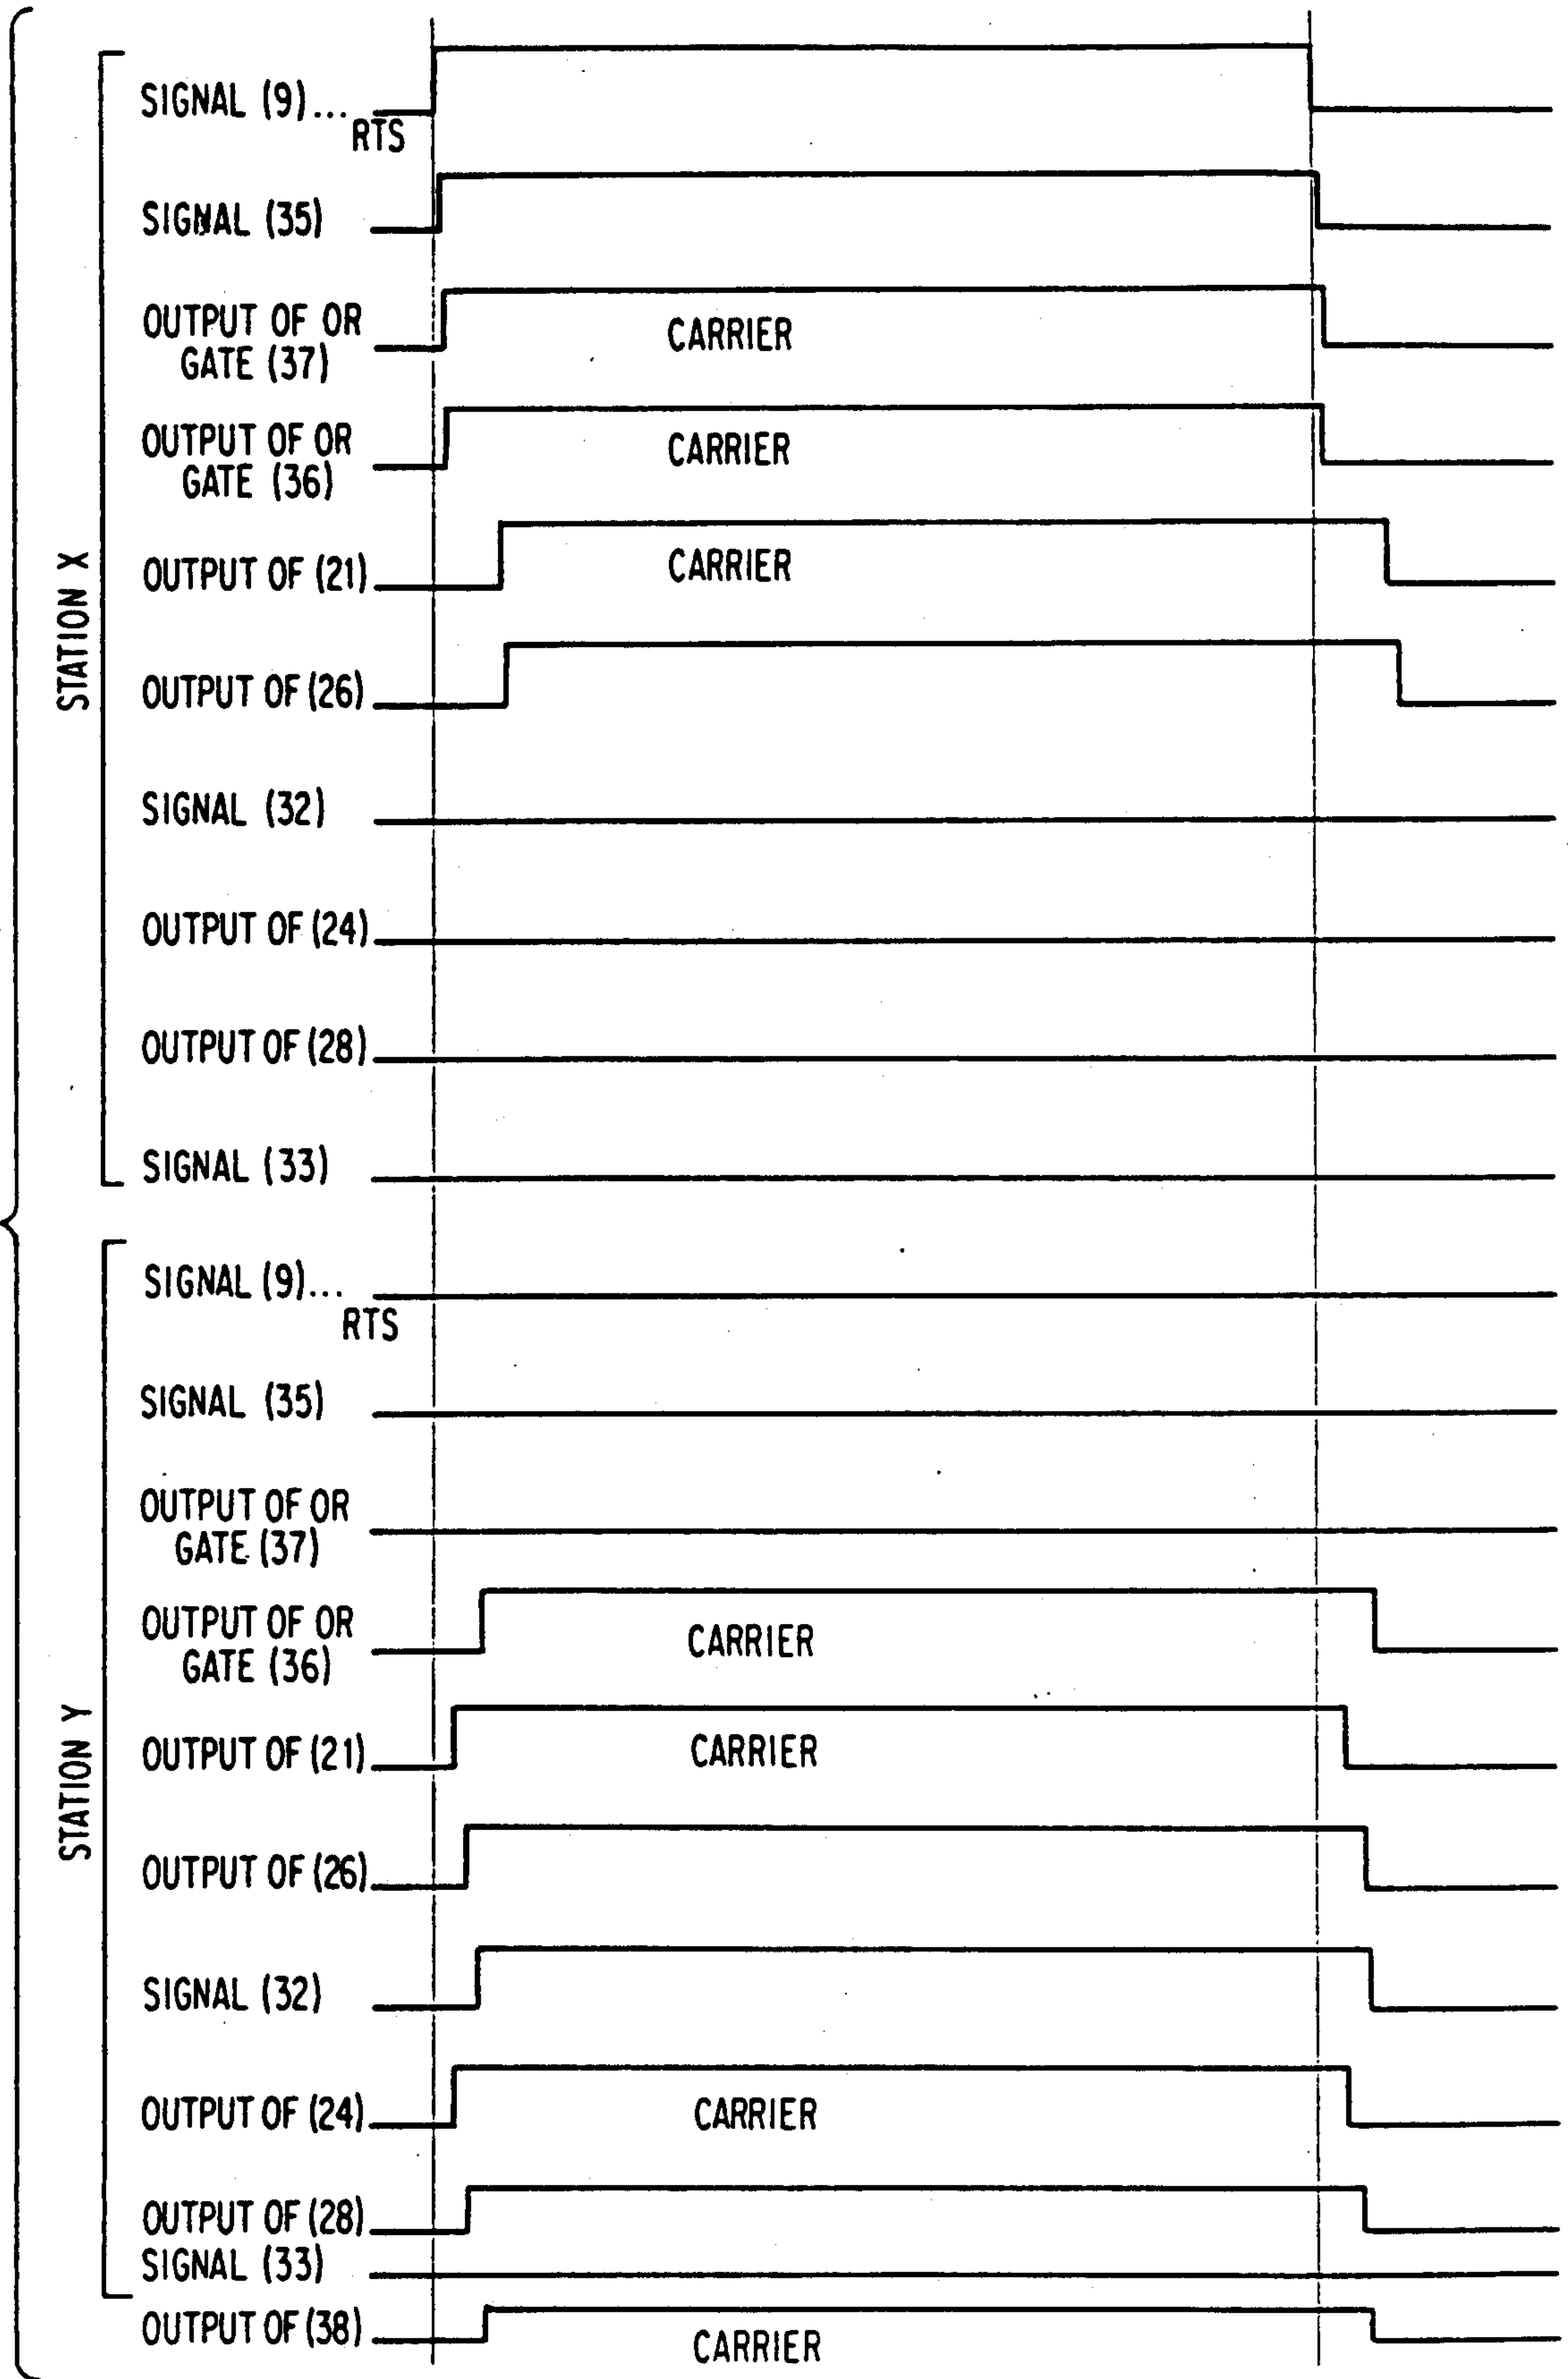 SIGNAL (9)...
RTS
SIGNAL (35)
OUTPUT OF OR
GATE (37)
CARRIER
OUTPUT OF OR
GATE (36)
CARRIER
OUTPUT OF (21)
CARRIER
OUTPUT OF (26)
SIGNAL (32)
OUTPUT OF (24)
OUTPUT OF (28)
SIGNAL (33)
STATION X
SIGNAL (9)...
RTS
SIGNAL (35)
OUTPUT OF OR
GATE (37)
OUTPUT OF OR
GATE (36)
CARRIER
OUTPUT OF (21)
CARRIER
OUTPUT OF (26)
SIGNAL (32)
OUTPUT OF (24)
CARRIER
OUTPUT OF (28)
SIGNAL (33)
STATION Y
OUTPUT OF (38)
CARRIER